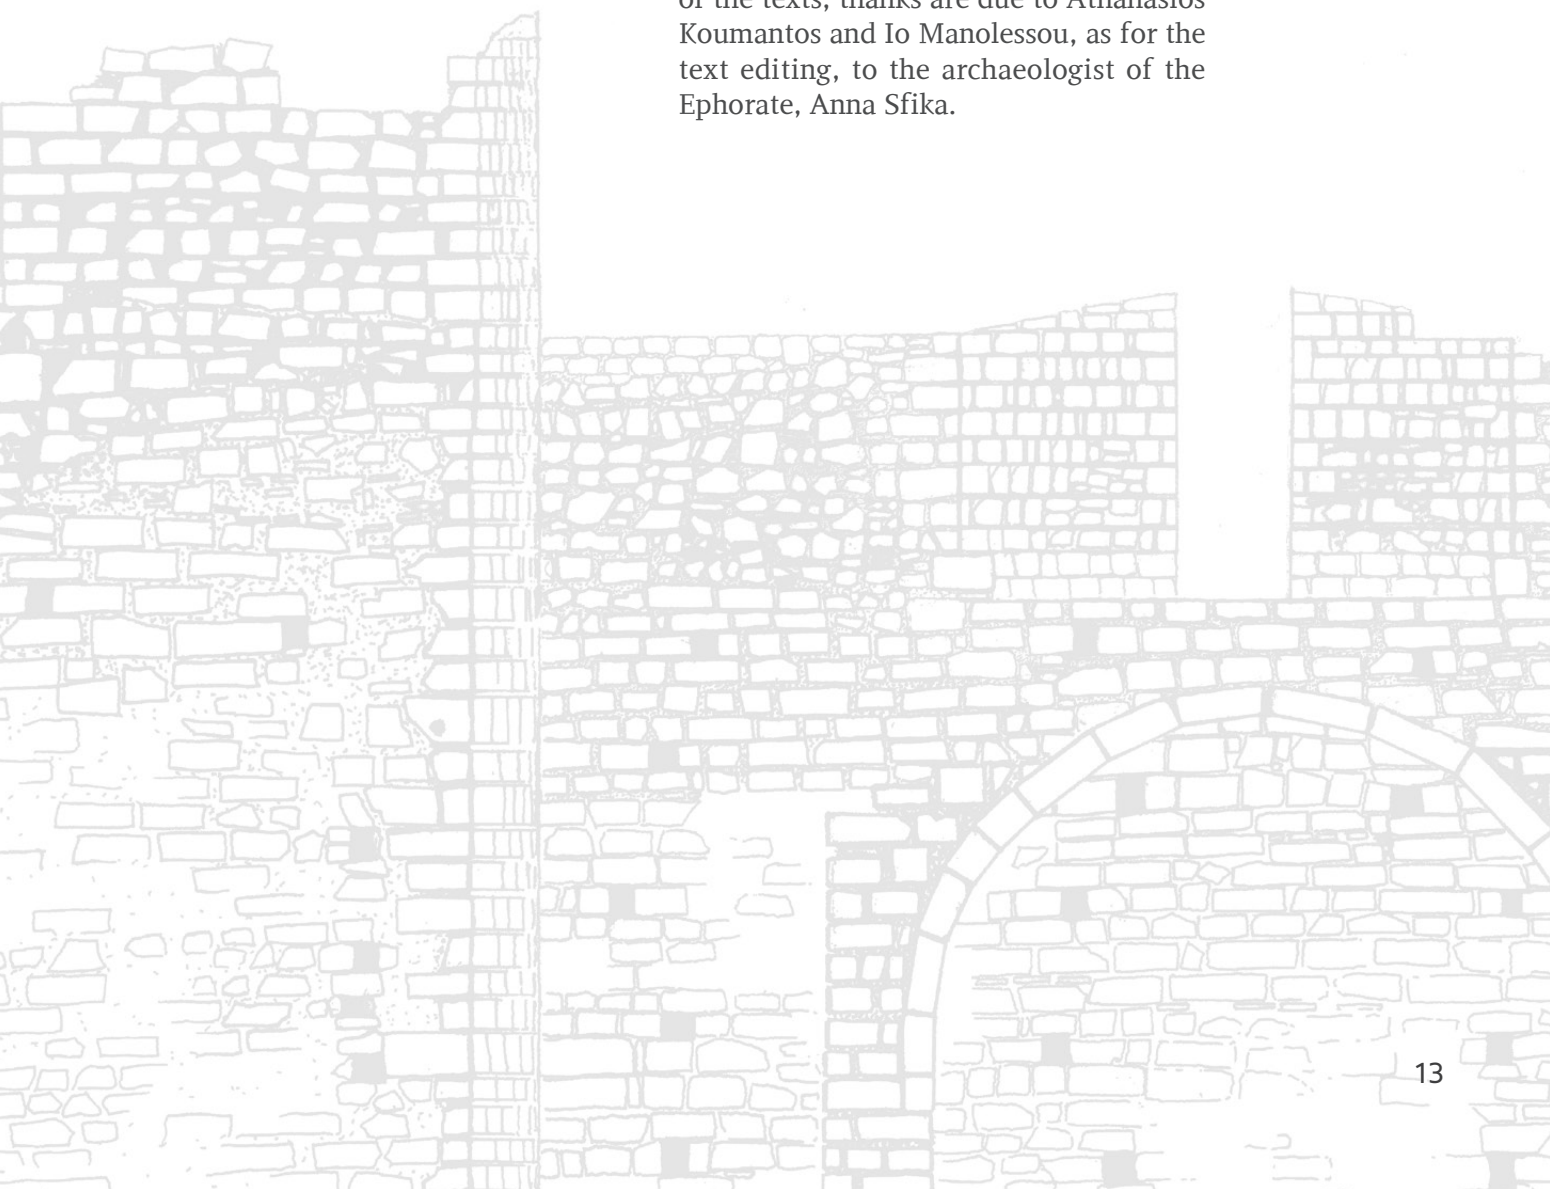 of the texts, thanks are due to Athanasios
Koumantos and Io Manolessou, as for the
text editing, to the archaeologist of the
Ephorate, Anna Sfika.
13